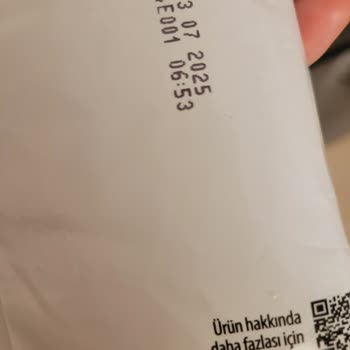 3 07 2025
E001 06:53
Ürün hakkında
daha fazlası için